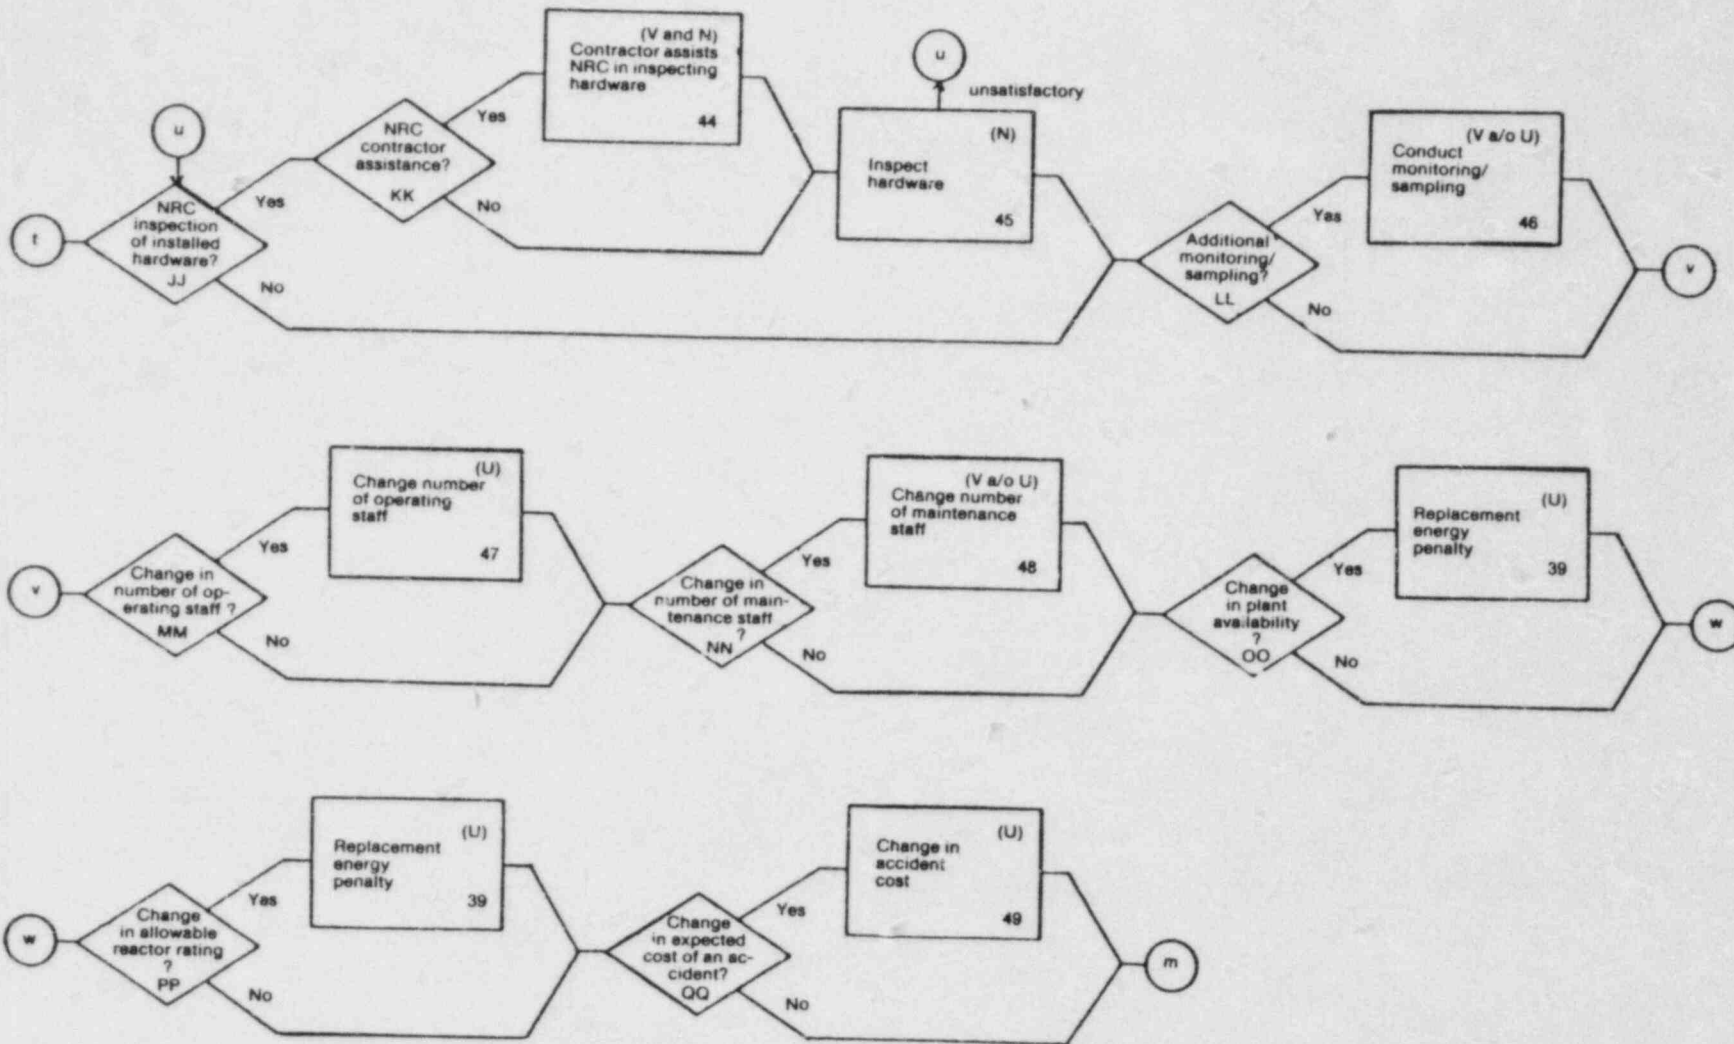 t
u
NRC
inspection
of installed
hardware?
JJ
Yes
No
NRC
contractor
assistance?
KK
Yes
No
(V and N)
Contractor assists
NRC in inspecting
hardware
44
u
unsatisfactory
(N)
Inspect
hardware
45
Additional
monitoring/
sampling?
LL
Yes
No
(V a/o U)
Conduct
monitoring/
sampling
46
v
v
Change in
number of op-
erating staff ?
MM
Yes
No
(U)
Change number
of operating
staff
47
Change in
number of main-
tenance staff
?
NN
Yes
No
(V a/o U)
Change number
of maintenance
staff
48
Change
in plant
availability
?
OO
Yes
No
(U)
Replacement
energy
penalty
39
w
w
Change
in allowable
reactor rating
?
PP
Yes
No
(U)
Replacement
energy
penalty
39
Change
in expected
cost of an ac-
cident?
QQ
Yes
No
(U)
Change in
accident
cost
49
m